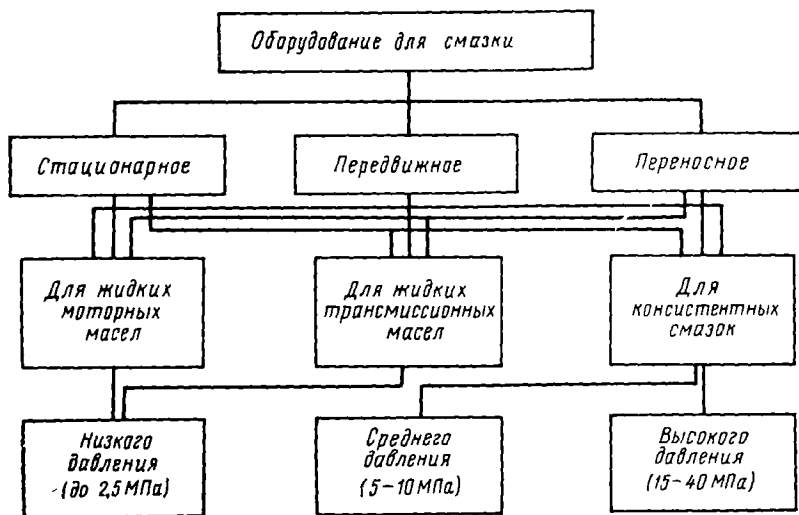 Оборудование для смазки
Стационарное
Передвижное
Переносное
Для жидких
моторных
масел
Для жидких
трансмиссионных
масел
Для
консистентных
смазок
Низкого
давления
(до 2,5 МПа)
Среднего
давления
(5-10 МПа)
Высокого
давления
(15-40 МПа)